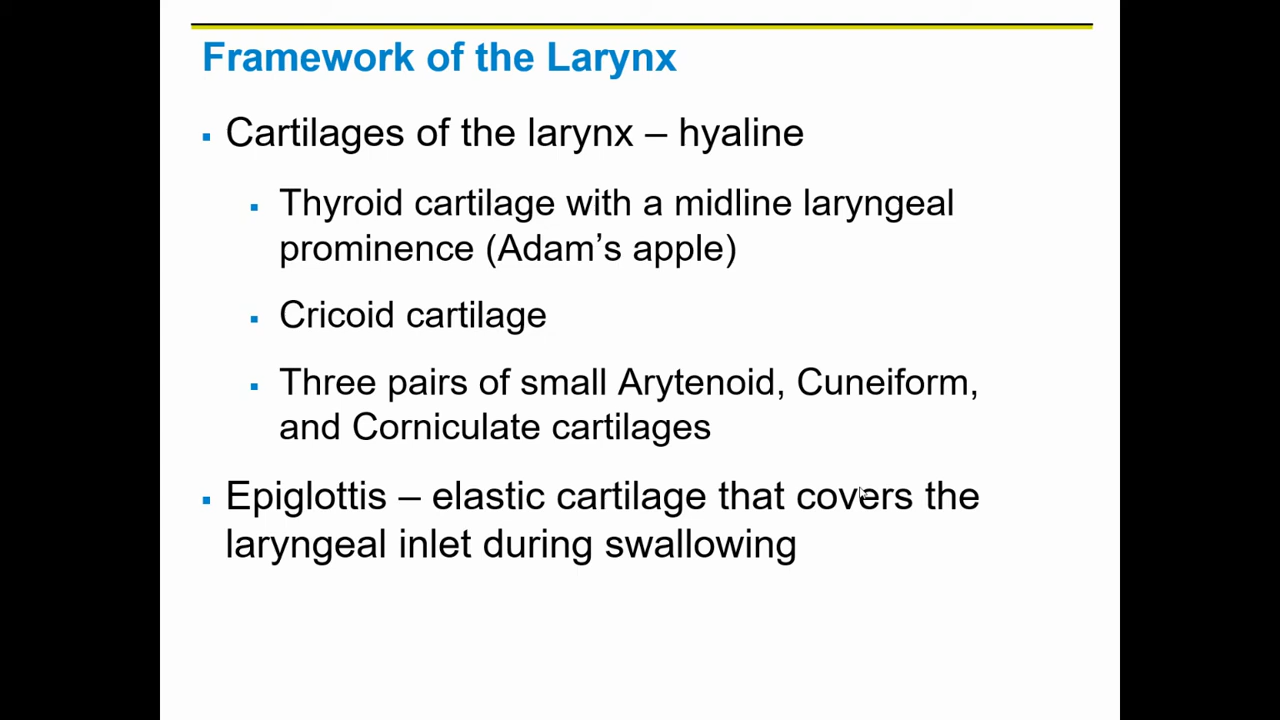 Framework of the Larynx
▪ Cartilages of the larynx – hyaline
▪ Thyroid cartilage with a midline laryngeal
prominence (Adam’s apple)
▪ Cricoid cartilage
▪ Three pairs of small Arytenoid, Cuneiform,
and Corniculate cartilages
▪ Epiglottis – elastic cartilage that covers the
laryngeal inlet during swallowing